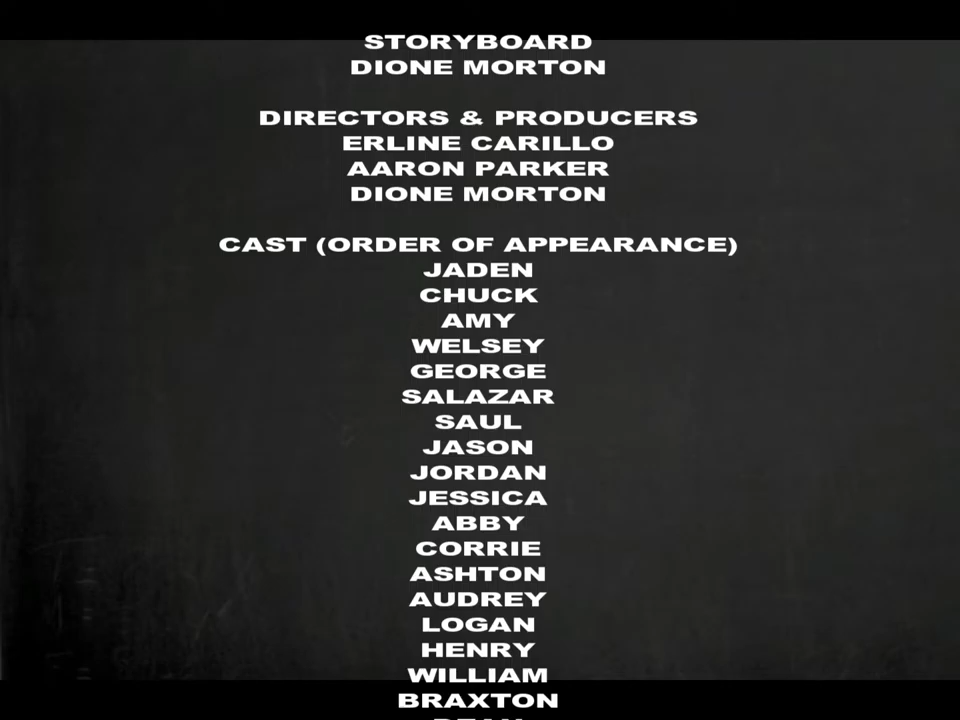 STORYBOARD
DIONE MORTON
DIRECTORS & PRODUCERS
ERLINE CARILLO
AARON PARKER
DIONE MORTON
CAST (ORDER OF APPEARANCE)
JADEN
CHUCK
AMY
WELSEY
GEORGE
SALAZAR
SAUL
JASON
JORDAN
JESSICA
ABBY
CORRIE
ASHTON
AUDREY
LOGAN
HENRY
WILLIAM
BRAXTON